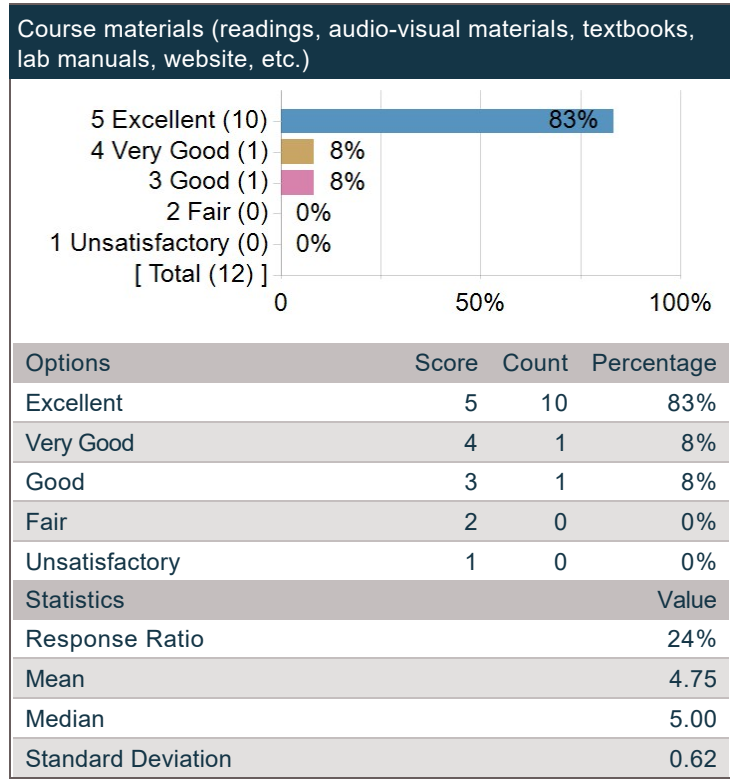 Course materials (readings, audio-visual materials, textbooks,
lab manuals, website, etc.)
5 Excellent (10) 83%
4 Very Good (1) 8%
3 Good (1) 8%
2 Fair (0) 0%
1 Unsatisfactory (0) 0%
[ Total (12) ]
0 50% 100%
Options Score Count Percentage
Excellent 5 10 83%
Very Good 4 1 8%
Good 3 1 8%
Fair 2 0 0%
Unsatisfactory 1 0 0%
Statistics Value
Response Ratio 24%
Mean 4.75
Median 5.00
Standard Deviation 0.62